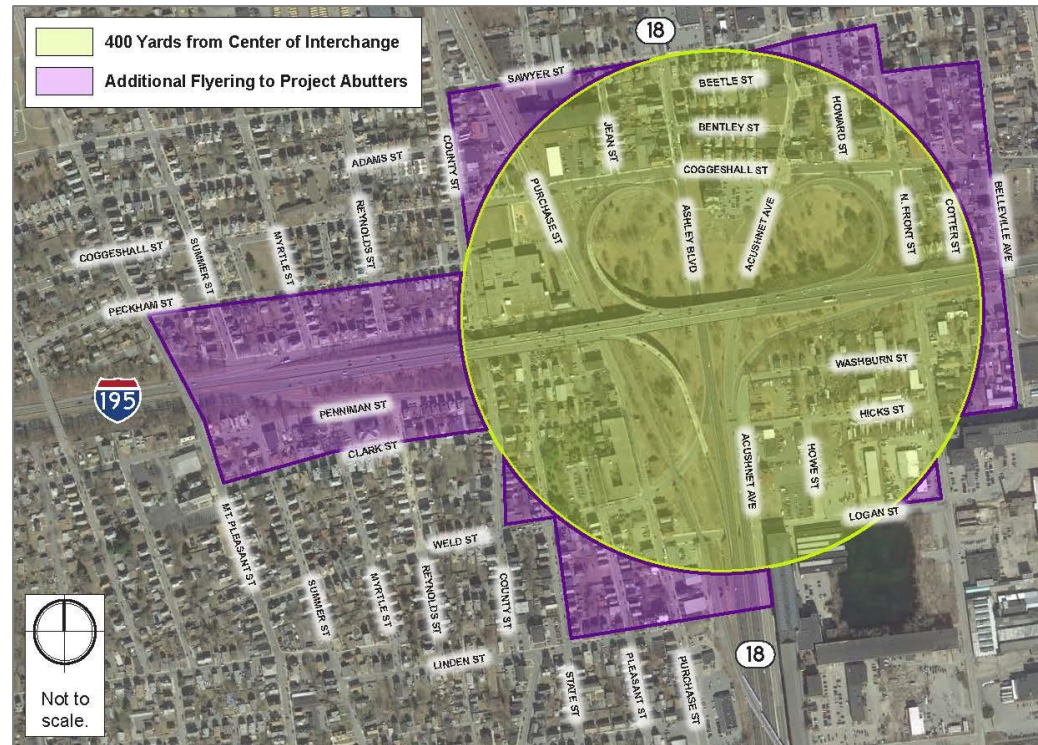 400 Yards from Center of Interchange
Additional Flyering to Project Abutters
18
SAWYER ST
BEETLE ST
BENTLEY ST
COGGESHALL ST
JEAN ST
HOWARD ST
COUNTY ST
ADAMS ST
REYNOLDS ST
PURCHASE ST
ASHLEY BLVD
ACUSHNET AVE
N. FRONT ST
COTTER ST
BELLEVILLE AVE
COGGESHALL ST
SUMMER ST
MYRTLE ST
PECKHAM ST
195
PENNIMAN ST
CLARK ST
WASHBURN ST
HICKS ST
ACUSHNET AVE
HOWE ST
LOGAN ST
MT. PLEASANT ST
SUMMER ST
MYRTLE ST
REYNOLDS ST
WELD ST
COUNTY ST
LINDEN ST
STATE ST
PLEASANT ST
PURCHASE ST
18
Not to
scale.